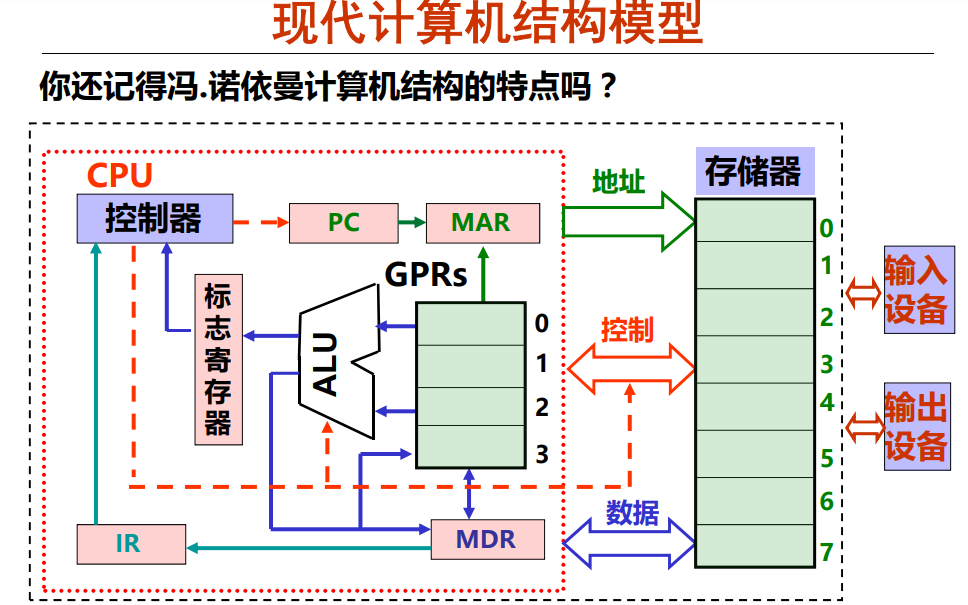 现代计算机结构模型
你还记得冯.诺依曼计算机结构的特点吗？
CPU
控制器
PC
MAR
地址
存储器
标志寄存器
ALU
GPRs
0
1
2
3
控制
IR
MDR
数据
0
1
2
3
4
5
6
7
输入
设备
输出
设备